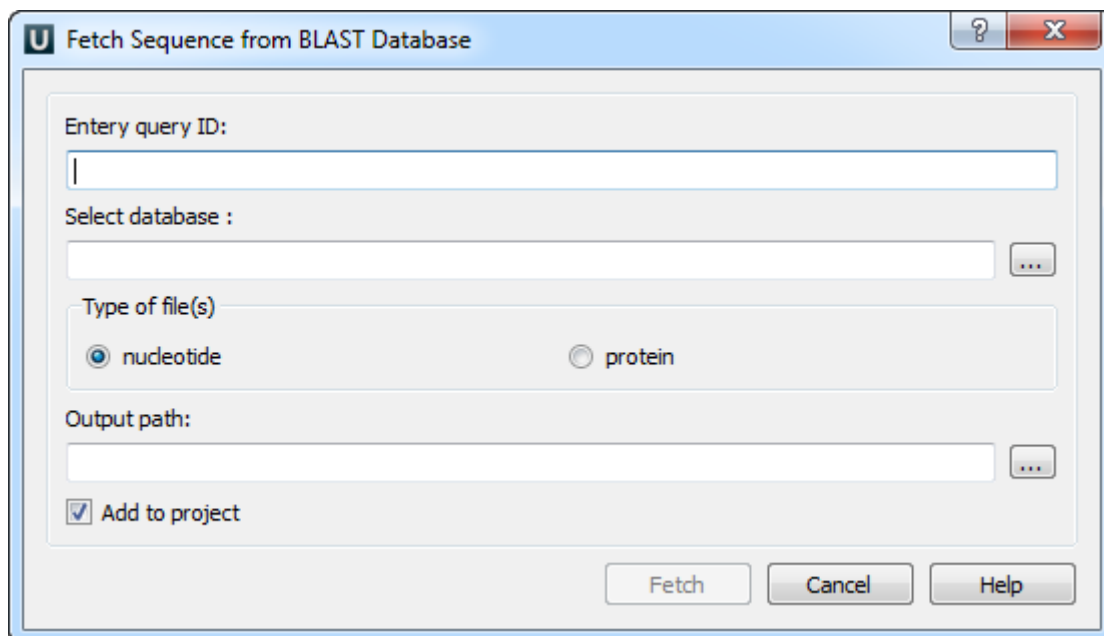 U Fetch Sequence from BLAST Database
Entery query ID:
Select database :
...
Type of file(s)
nucleotide protein
Output path:
...
Add to project
Fetch Cancel Help